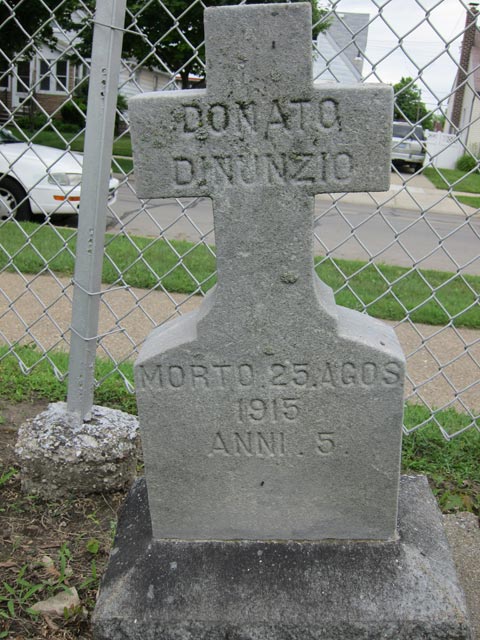 DONATO
DINUNZIO
MORTO.25.AGOS
1915
ANNI.5.